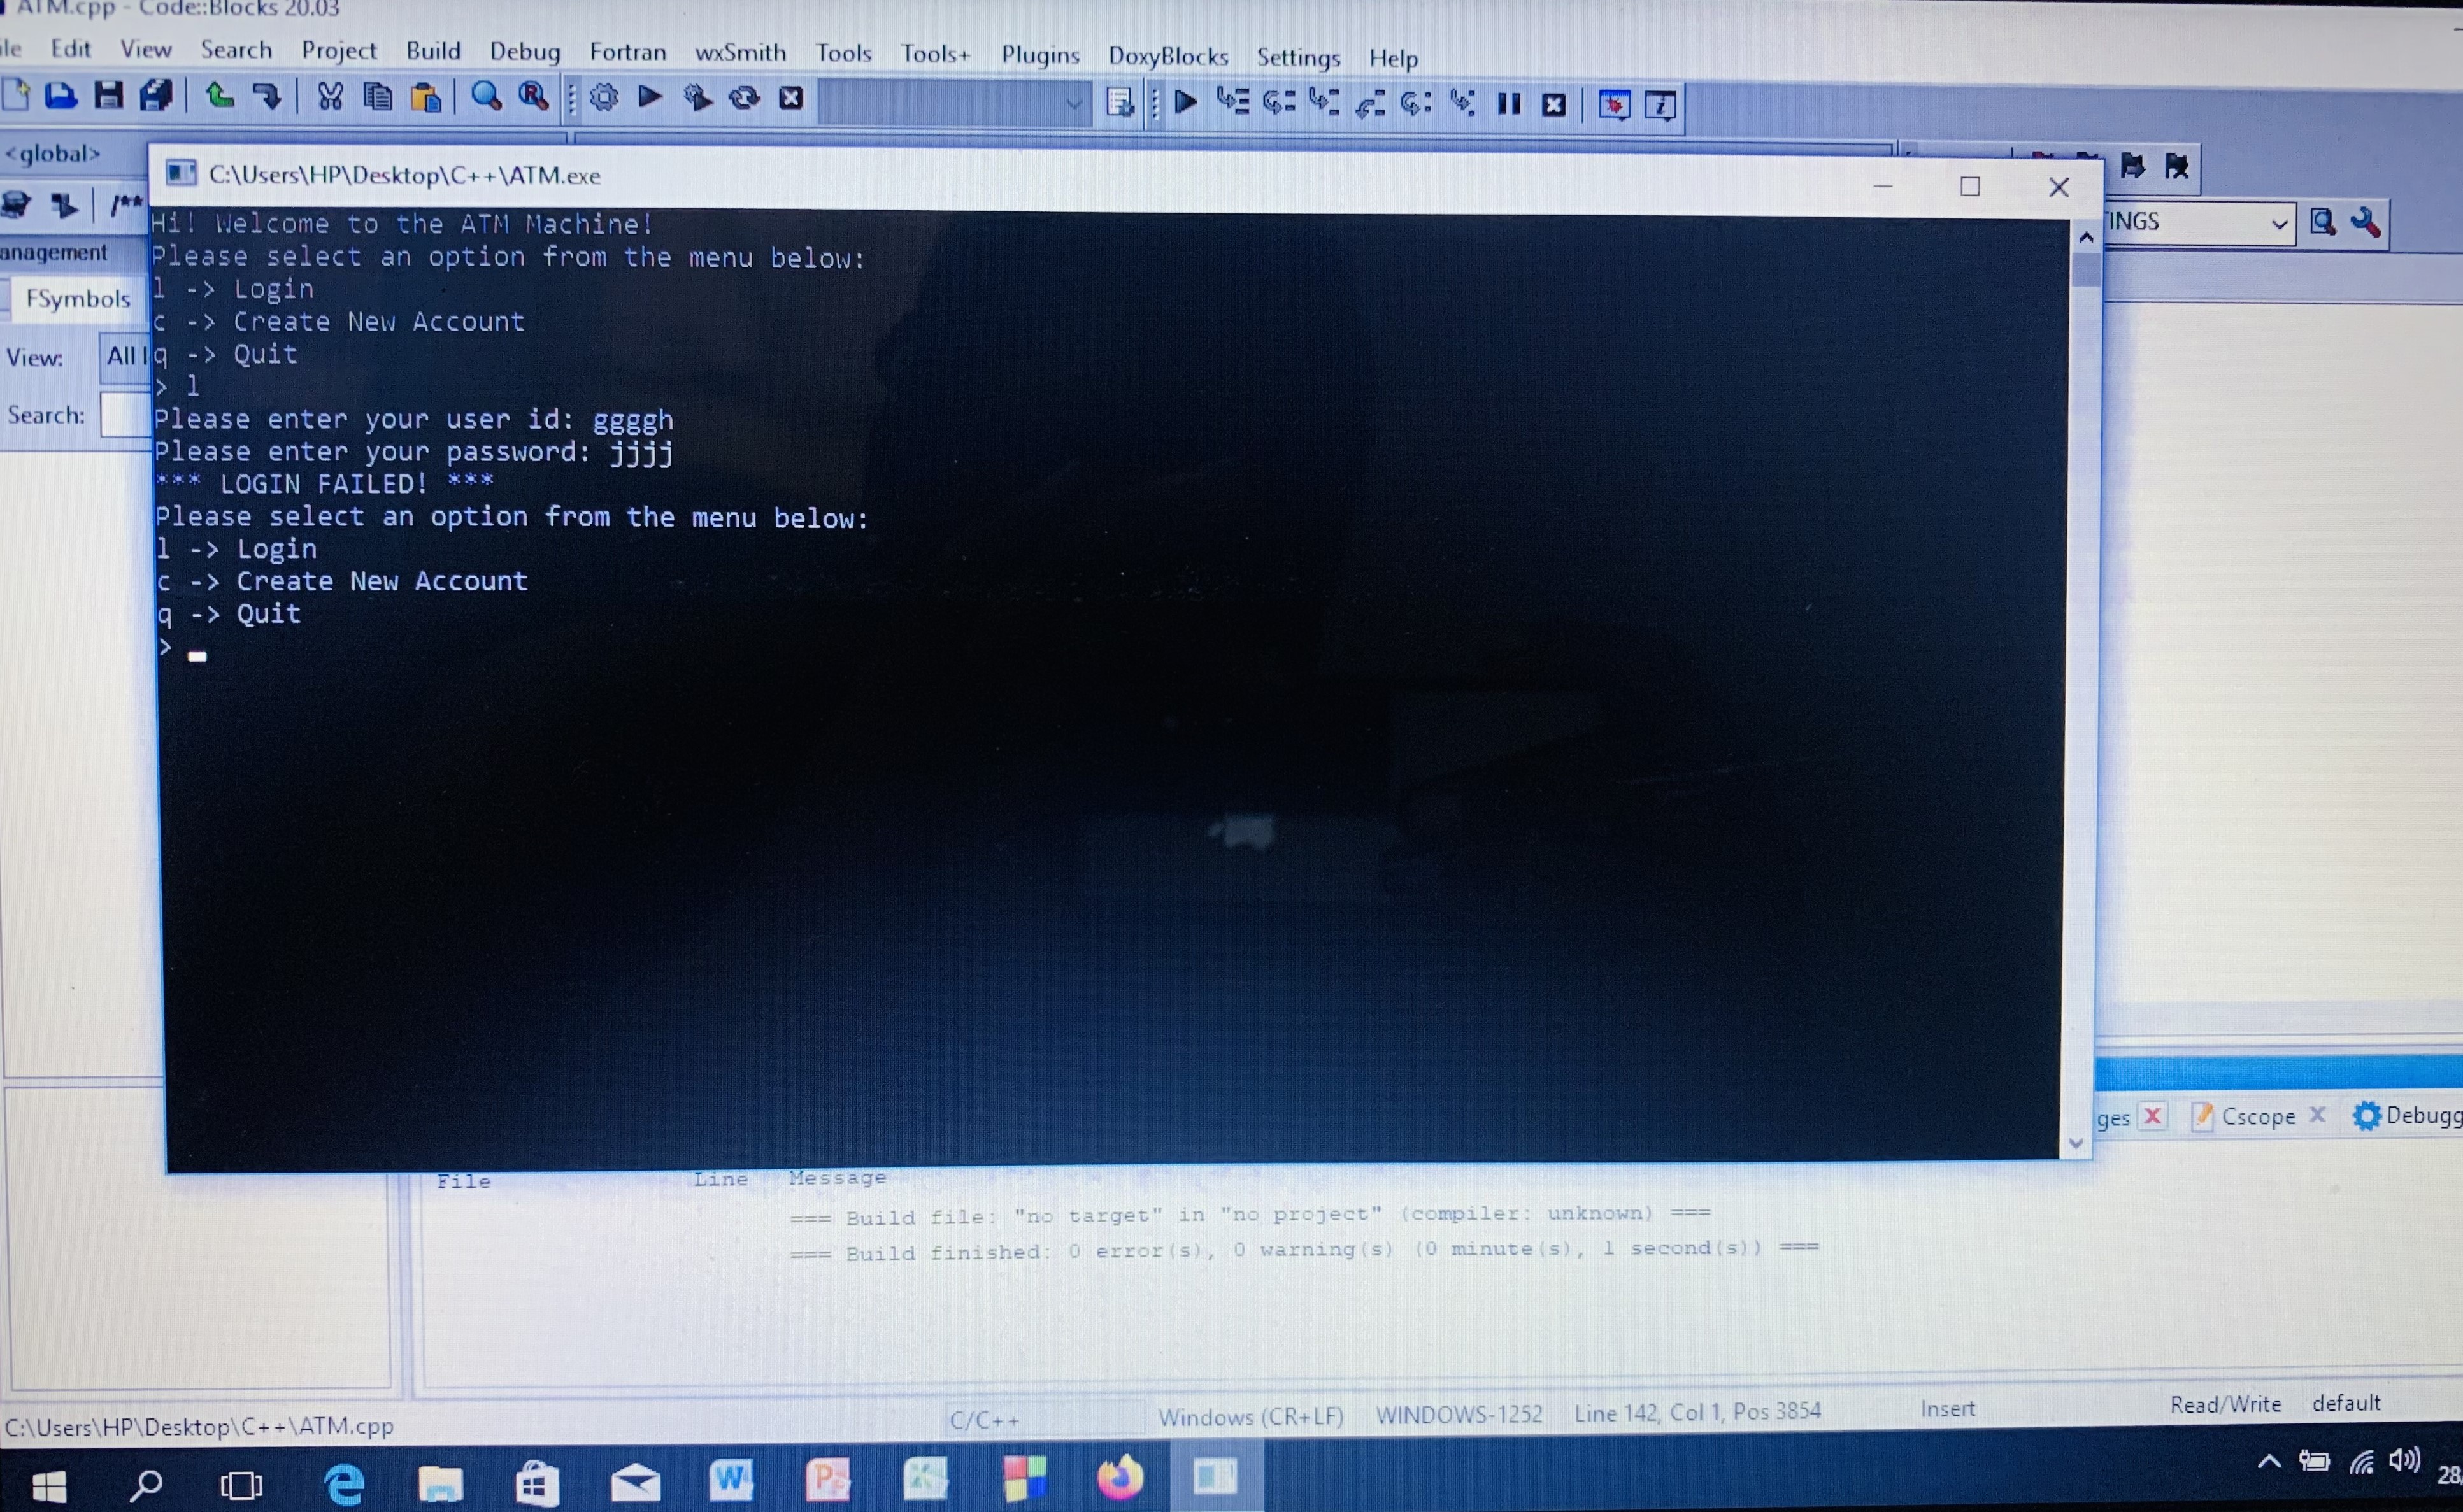 ATM.cpp - Code::Blocks 20.03
ile Edit View Search Project Build Debug Fortran wxSmith Tools Tools+ Plugins DoxyBlocks Settings Help
<global>
C:\Users\HP\Desktop\C++\ATM.exe
/**
INGS
anagement
FSymbols
View: All
Search:
Hi! Welcome to the ATM Machine!
Please select an option from the menu below:
l -> Login
c -> Create New Account
q -> Quit
> l
Please enter your user id: ggggh
Please enter your password: jjjj
*** LOGIN FAILED! ***
Please select an option from the menu below:
l -> Login
c -> Create New Account
q -> Quit
>
ges Cscope Debugg
File Line Message
=== Build file: "no target" in "no project" (compiler: unknown) ===
=== Build finished: 0 error(s), 0 warning(s) (0 minute(s), 1 second(s)) ===
C:\Users\HP\Desktop\C++\ATM.cpp C/C++ Windows (CR+LF) WINDOWS-1252 Line 142, Col 1, Pos 3854 Insert Read/Write default
28